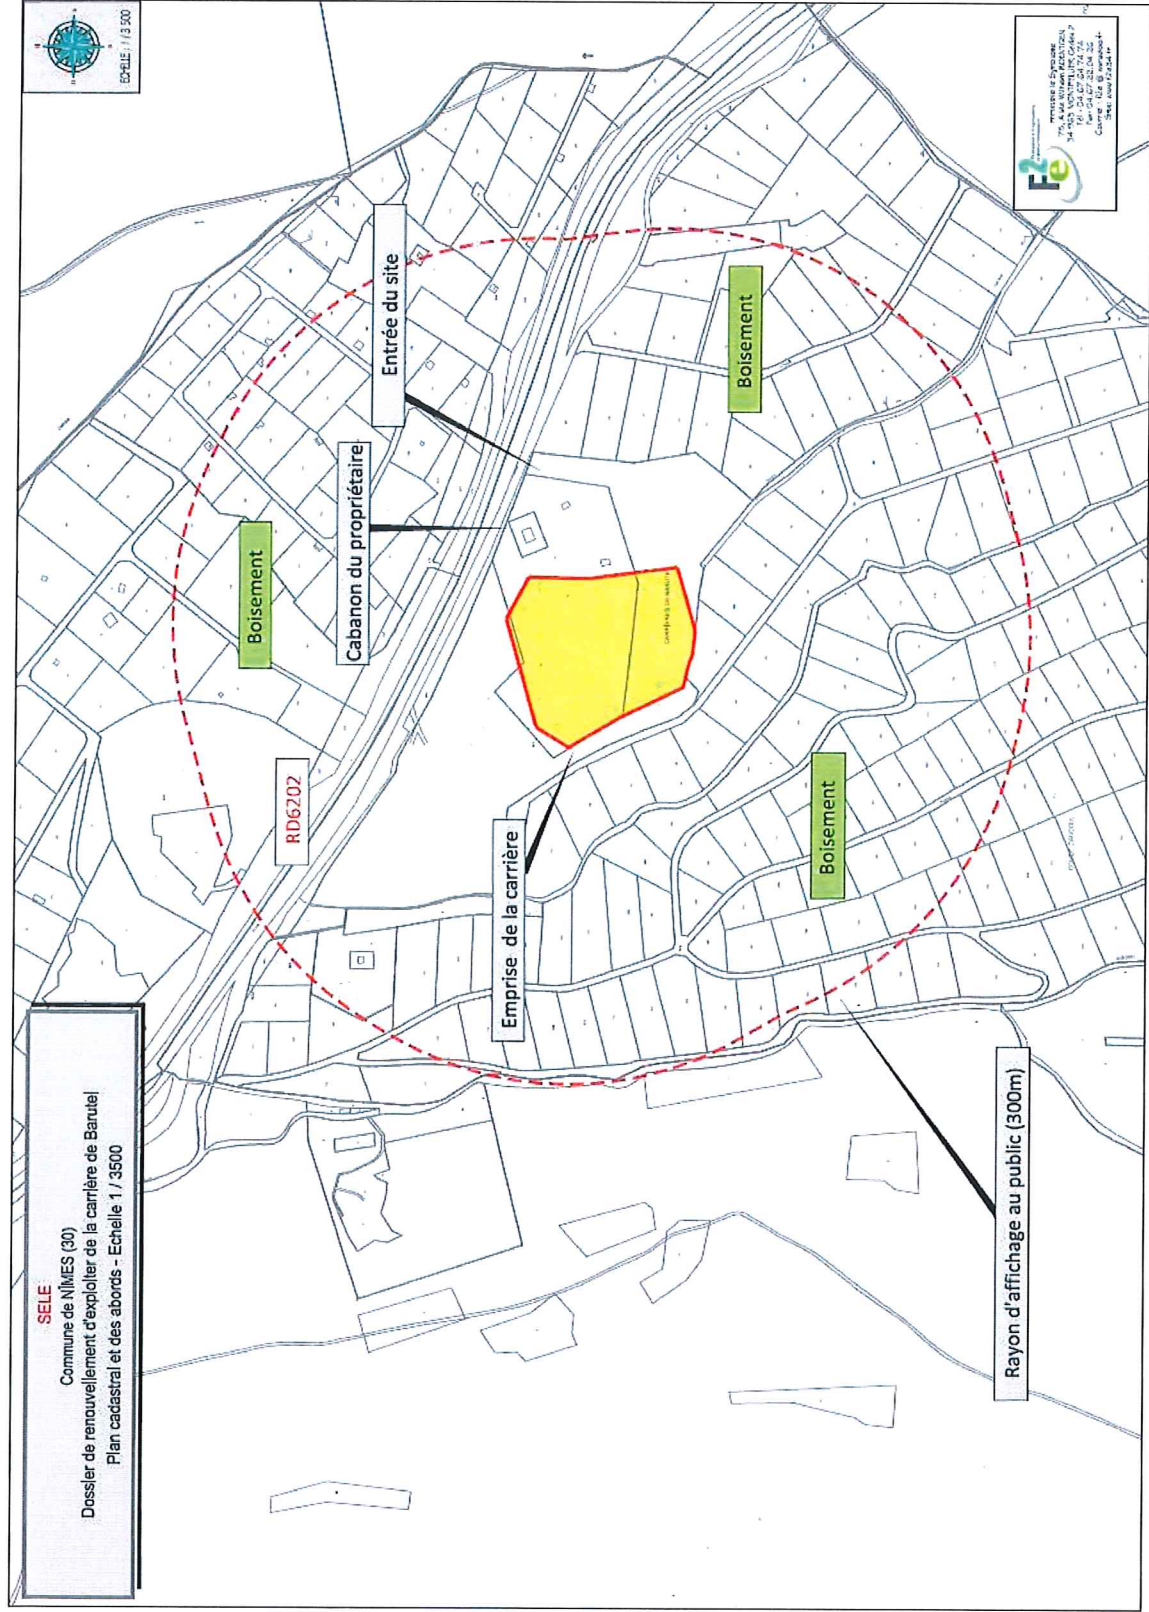 SELE
Commune de NÎMES (30)
Dossier de renouvellement d'exploiter de la carrière de Barutel
Plan cadastral et des abords - Echelle 1 / 3500
RD6202
Boisement
Cabanon du propriétaire
Entrée du site
Emprise de la carrière
Boisement
Boisement
Rayon d'affichage au public (300m)
ECHELLE : 1 / 3 500
F2e